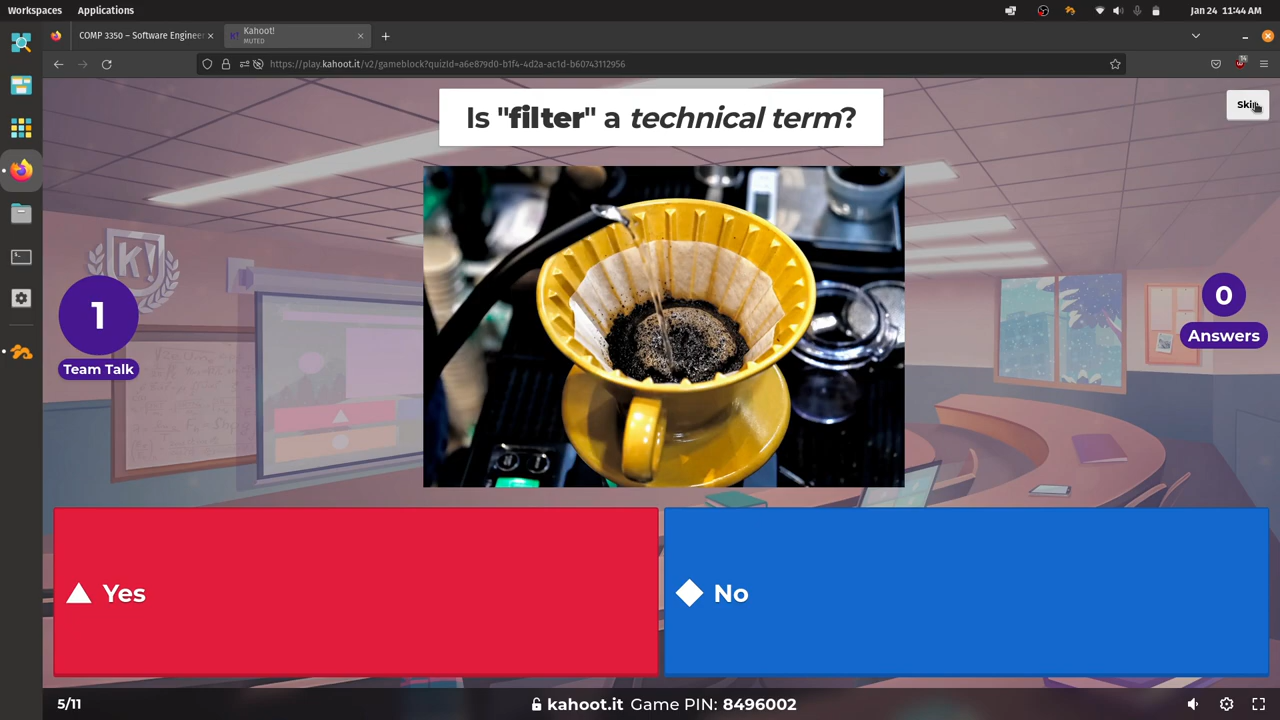 Workspaces Applications Jan 24 11:44 AM
COMP 3350 – Software Engineer
Kahoot!
MUTED
https://play.kahoot.it/v2/gameblock?quizId=a6e879d0-b1f4-4d2a-ac1d-b60743112956
14
Is "filter" a technical term?
Skip
K!
1
Team Talk
0
Answers
Yes
No
5/11
kahoot.it Game PIN: 8496002